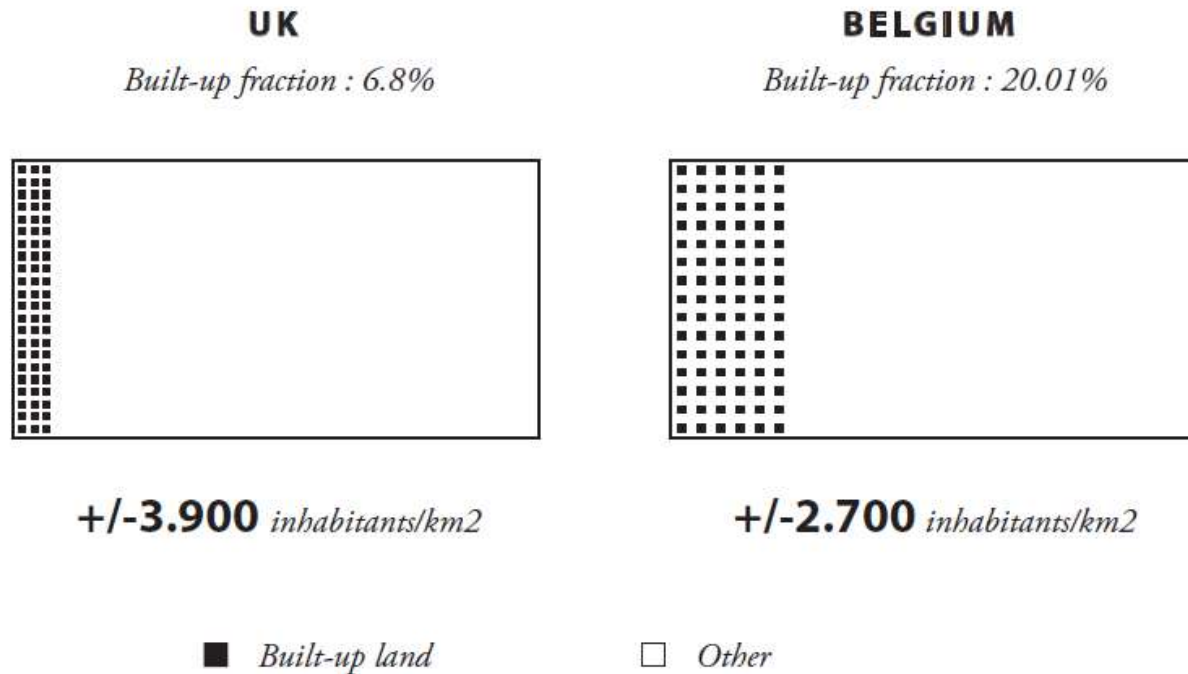 UK
Built-up fraction : 6.8%
+/-3.900 inhabitants/km2
BELGIUM
Built-up fraction : 20.01%
+/-2.700 inhabitants/km2
Built-up land
Other